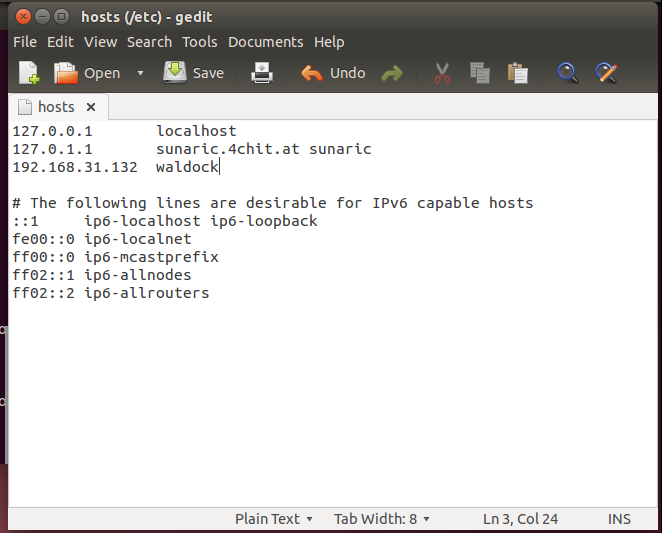 hosts (/etc) - gedit
File Edit View Search Tools Documents Help
Open Save Undo
hosts
127.0.0.1 localhost
127.0.1.1 sunaric.4chit.at sunaric
192.168.31.132 waldock
# The following lines are desirable for IPv6 capable hosts
::1 ip6-localhost ip6-loopback
fe00::0 ip6-localnet
ff00::0 ip6-mcastprefix
ff02::1 ip6-allnodes
ff02::2 ip6-allrouters
Plain Text Tab Width: 8 Ln 3, Col 24 INS